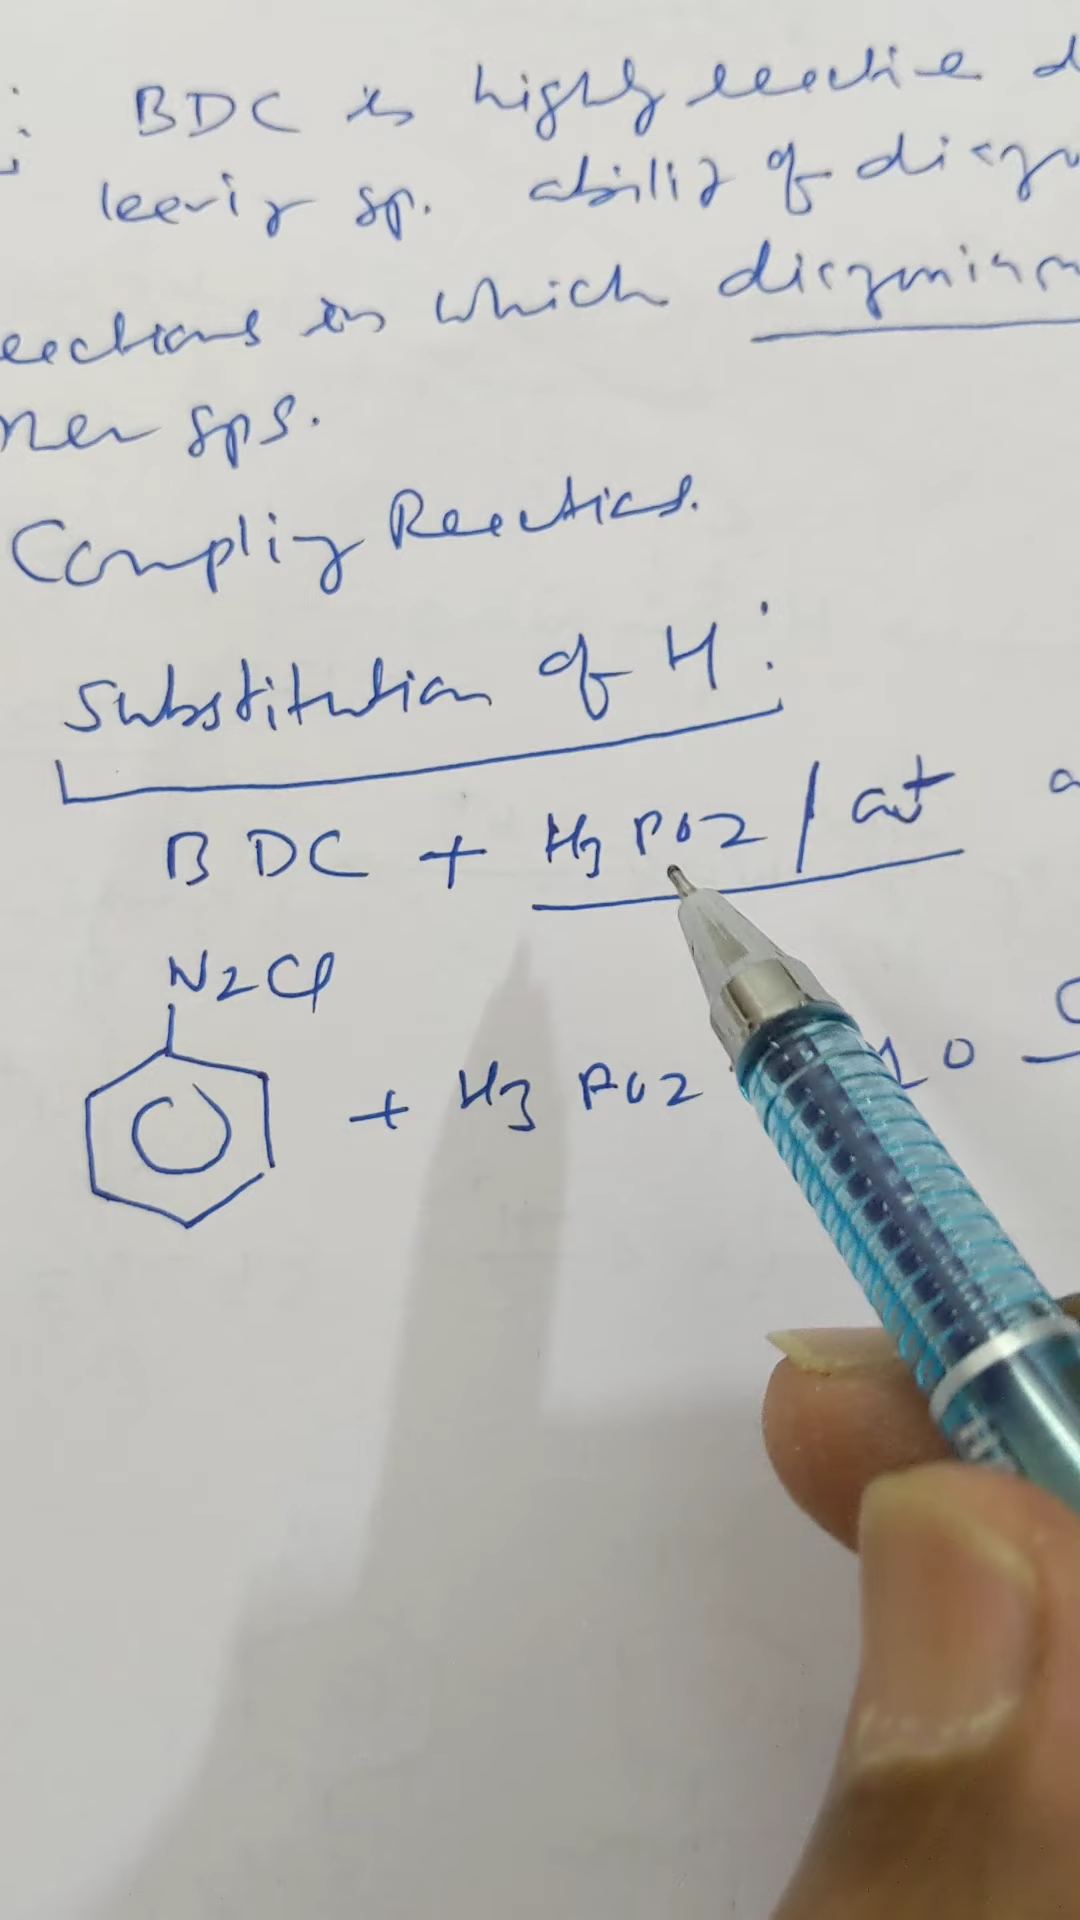 : BDC is highly reactive d
leaving gp. ability of diazo
reactions in which diazonium
gps.
Coupling Reactions.
Substitution of H :
BDC + H3PO2 / at a
N2Cl
+ H3PO2 2O C